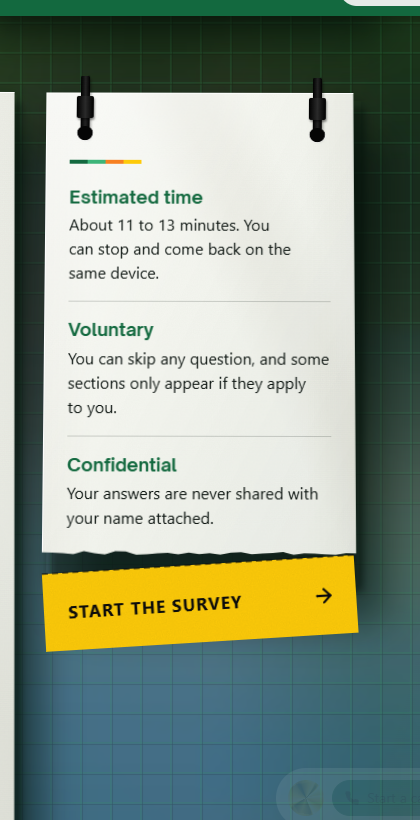 Estimated time
About 11 to 13 minutes. You
can stop and come back on the
same device.
Voluntary
You can skip any question, and some
sections only appear if they apply
to you.
Confidential
Your answers are never shared with
your name attached.
START THE SURVEY